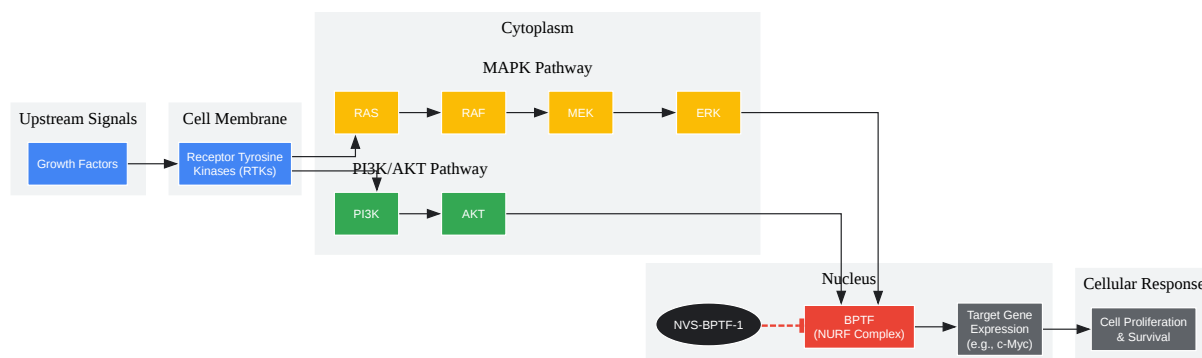 Cytoplasm
MAPK Pathway
RAS
RAF
MEK
ERK
Upstream Signals
Growth Factors
Cell Membrane
Receptor Tyrosine
Kinases (RTKs)
PI3K/AKT Pathway
PI3K
AKT
Nucleus
NVS-BPTF-1
BPTF
(NURF Complex)
Target Gene
Expression
(e.g., c-Myc)
Cellular Response
Cell Proliferation
& Survival